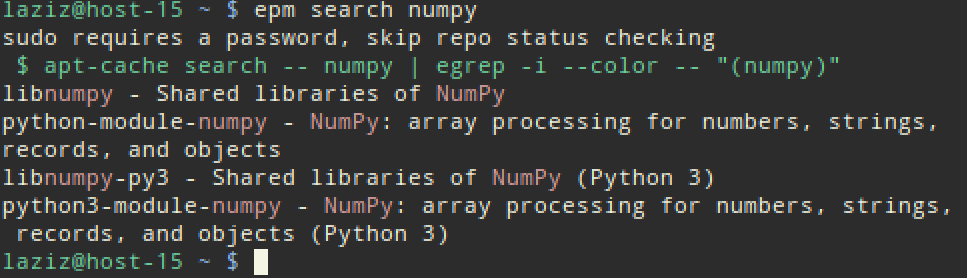 laziz@host-15 ~ $ epm search numpy
sudo requires a password, skip repo status checking
 $ apt-cache search -- numpy | egrep -i --color -- "(numpy)"
libnumpy - Shared libraries of NumPy
python-module-numpy - NumPy: array processing for numbers, strings,
records, and objects
libnumpy-py3 - Shared libraries of NumPy (Python 3)
python3-module-numpy - NumPy: array processing for numbers, strings,
 records, and objects (Python 3)
laziz@host-15 ~ $